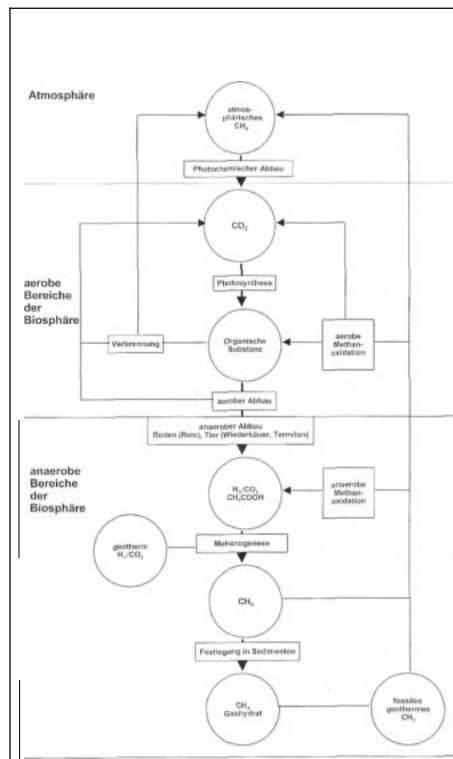 Atmosphäre
atmos-
phärisches
CH₄
Photochemischer Abbau
CO₂
aerobe
Bereiche
der
Biosphäre
Photosynthese
Verbrennung
Organische
Substanz
aerobe
Methan-
oxidation
aerober Abbau
anaerober Abbau
Boden (Reis), Tier (Wiederkäuer, Termiten)
anaerobe
Bereiche
der
Biosphäre
H₂/CO₂
CH₃COOH
anaerobe
Methan-
oxidation
geotherm
H₂/CO₂
Methanogenese
CH₄
Festlegung in Sedimenten
CH₄
Gashydrat
fossiles
geothermes
CH₄